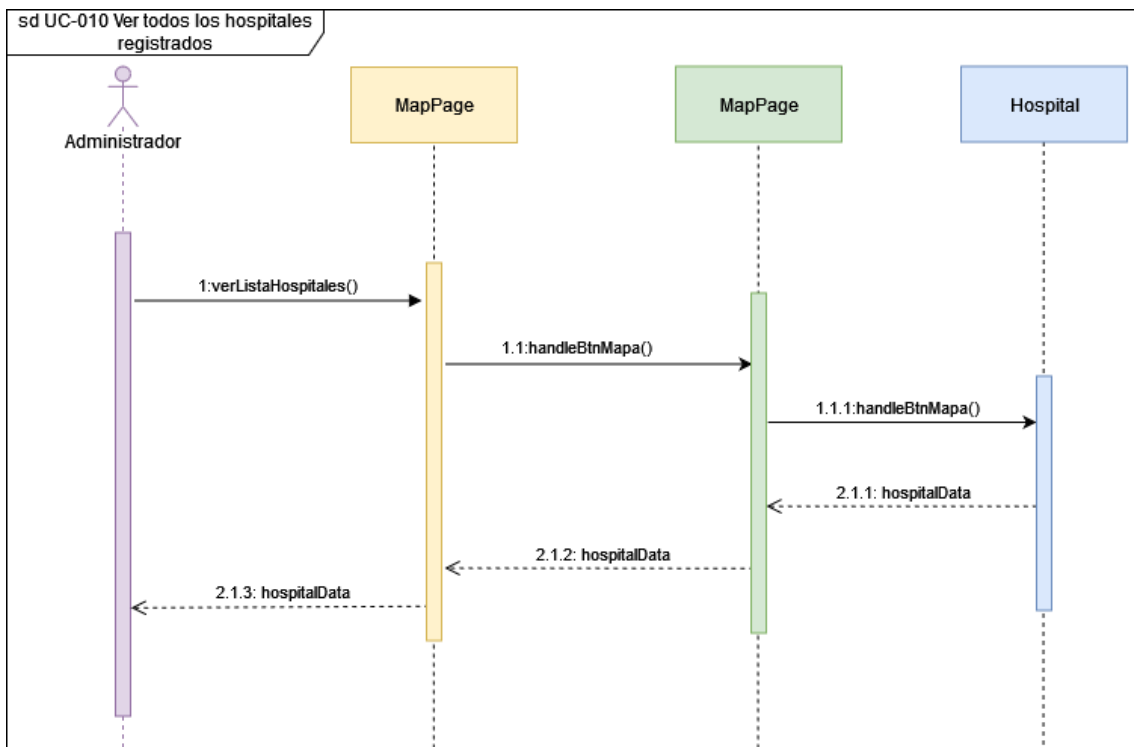 sd UC-010 Ver todos los hospitales
registrados
Administrador
MapPage
MapPage
Hospital
1:verListaHospitales()
1.1:handleBtnMapa()
1.1.1:handleBtnMapa()
2.1.1: hospitalData
2.1.2: hospitalData
2.1.3: hospitalData